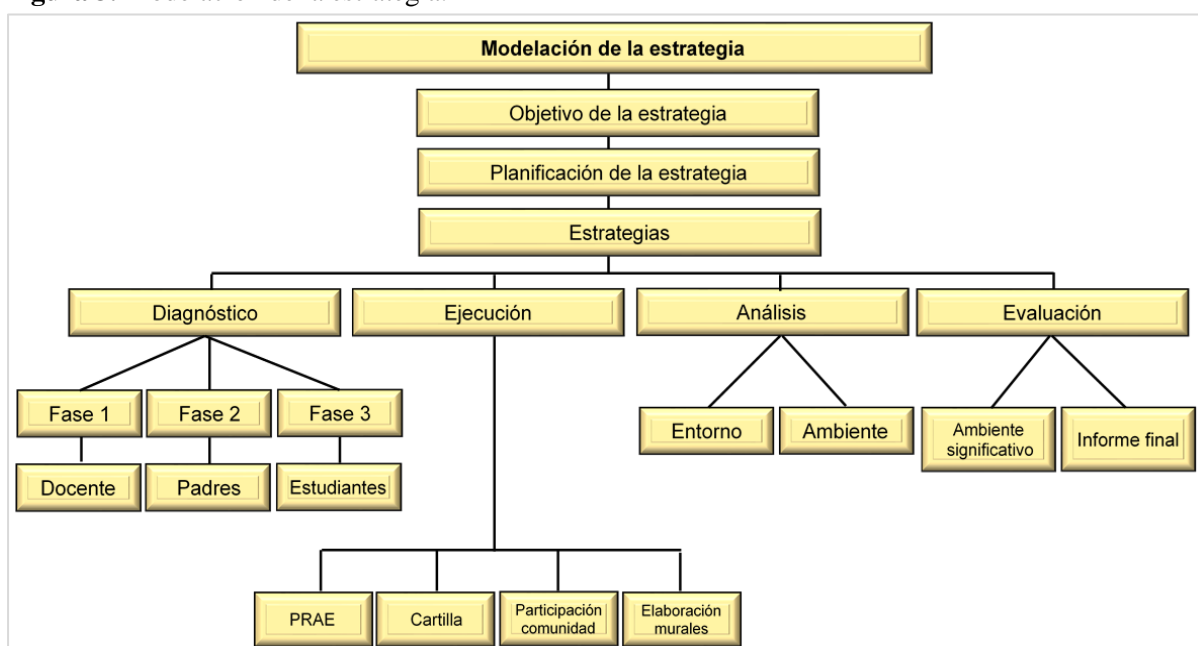 Modelación de la estrategia
Objetivo de la estrategia
Planificación de la estrategia
Estrategias
Diagnóstico
Ejecución
Análisis
Evaluación
Fase 1
Fase 2
Fase 3
Entorno
Ambiente
Ambiente
significativo
Informe final
Docente
Padres
Estudiantes
PRAE
Cartilla
Participación
comunidad
Elaboración
murales